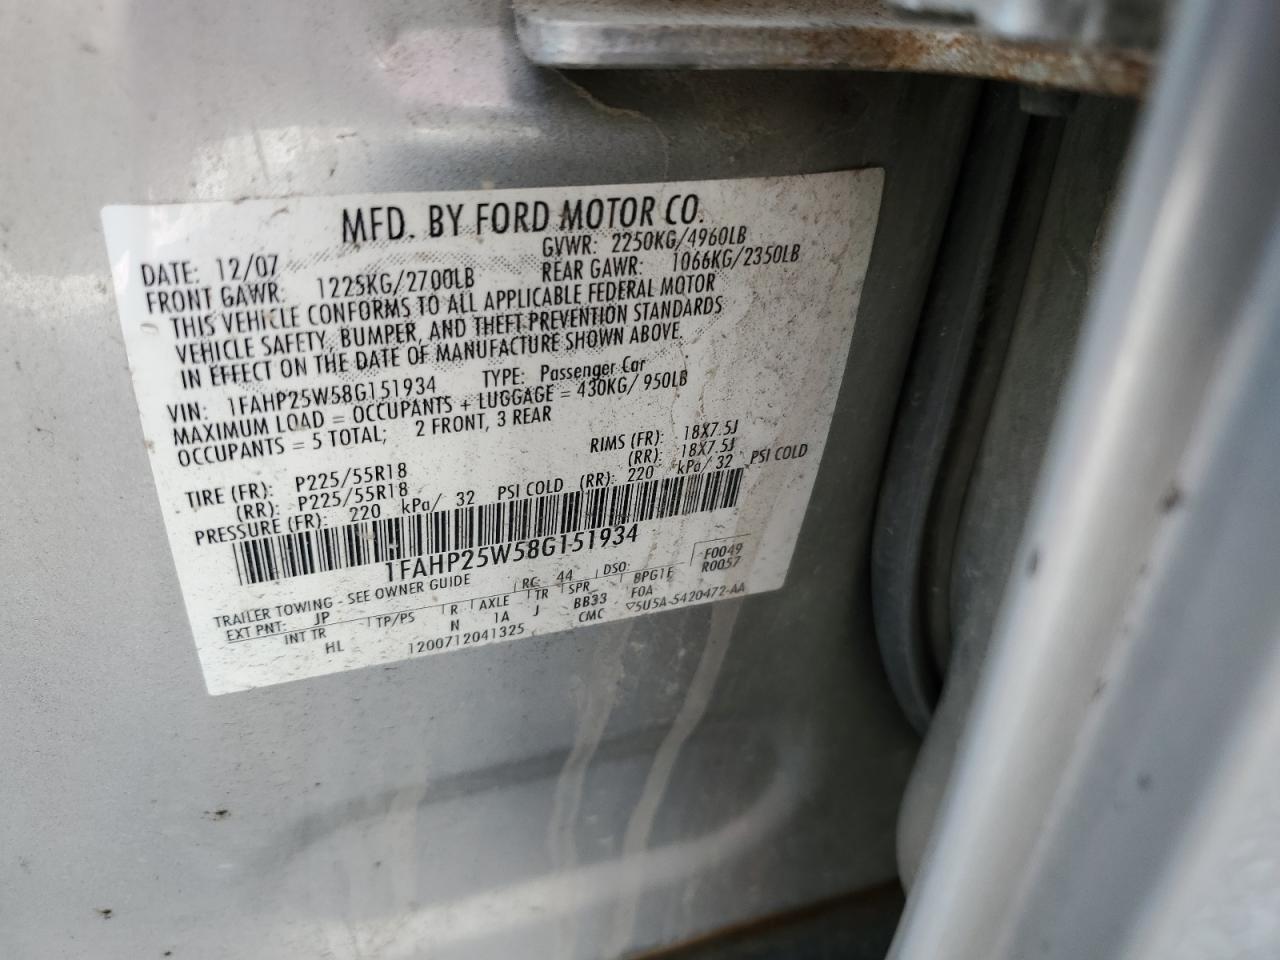 MFD. BY FORD MOTOR CO.
DATE: 12/07 GVWR: 2250KG/4960LB
FRONT GAWR: 1225KG/2700LB REAR GAWR: 1066KG/2350LB
THIS VEHICLE CONFORMS TO ALL APPLICABLE FEDERAL MOTOR
VEHICLE SAFETY, BUMPER, AND THEFT PREVENTION STANDARDS
IN EFFECT ON THE DATE OF MANUFACTURE SHOWN ABOVE.
VIN: 1FAHP25W58G151934 TYPE: Passenger Car
MAXIMUM LOAD = OCCUPANTS + LUGGAGE = 430KG/ 950LB
OCCUPANTS = 5 TOTAL; 2 FRONT, 3 REAR
TIRE (FR): P225/55R18 RIMS (FR): 18X7.5J
(RR): P225/55R18 (RR): 18X7.5J
PRESSURE (FR): 220 kPa/ 32 PSI COLD (RR): 220 kPa/ 32 PSI COLD
1FAHP25W58G151934
TRAILER TOWING - SEE OWNER GUIDE
EXT PNT: JP RC: 44 DSO: F0049
R0057
INT TR TP/PS R AXLE TR SPR BPG1E
HL N 1A J BB33 F0A
1200712041325 CMC 5U5A-5420472-AA